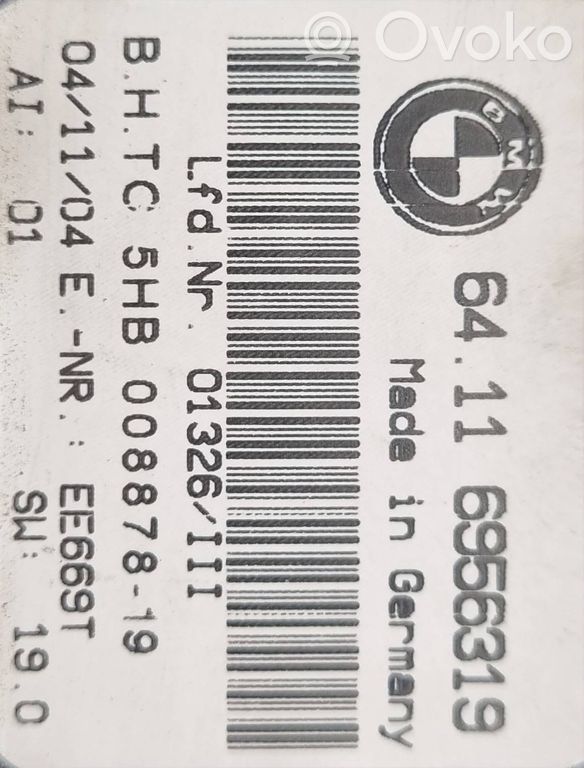 Ovoko
BMW
64.11 6956319
Made in Germany
Lfd.Nr. 01326/III
B.H.TC 5HB 008878-19
04/11/04 E.-NR.: EE669T
AI: 01 SW: 19.0